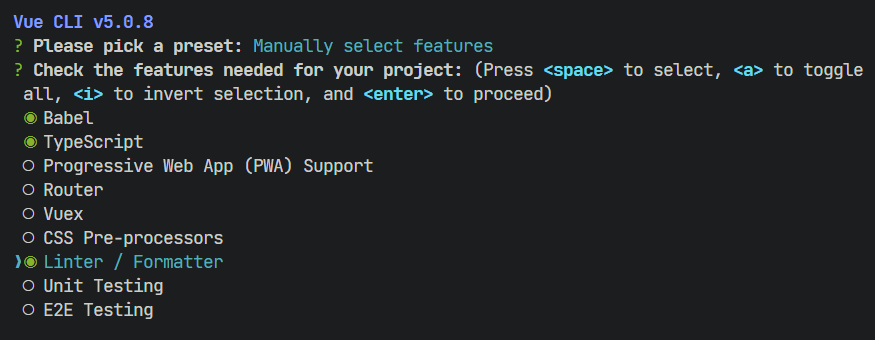 Vue CLI v5.0.8
? Please pick a preset: Manually select features
? Check the features needed for your project: (Press <space> to select, <a> to toggle
all, <i> to invert selection, and <enter> to proceed)
◉ Babel
◉ TypeScript
◯ Progressive Web App (PWA) Support
◯ Router
◯ Vuex
◯ CSS Pre-processors
❯◉ Linter / Formatter
◯ Unit Testing
◯ E2E Testing